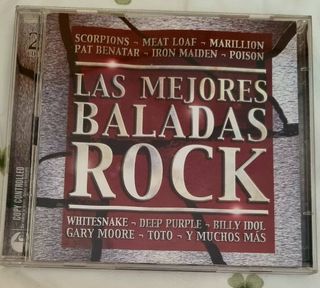 SCORPIONS ¬ MEAT LOAF ¬ MARILLION
PAT BENATAR ¬ IRON MAIDEN ¬ POISON
LAS MEJORES
BALADAS
ROCK
WHITESNAKE ¬ DEEP PURPLE ¬ BILLY IDOL
GARY MOORE ¬ TOTO ¬ Y MUCHOS MÁS
2
COPY CONTROLLED